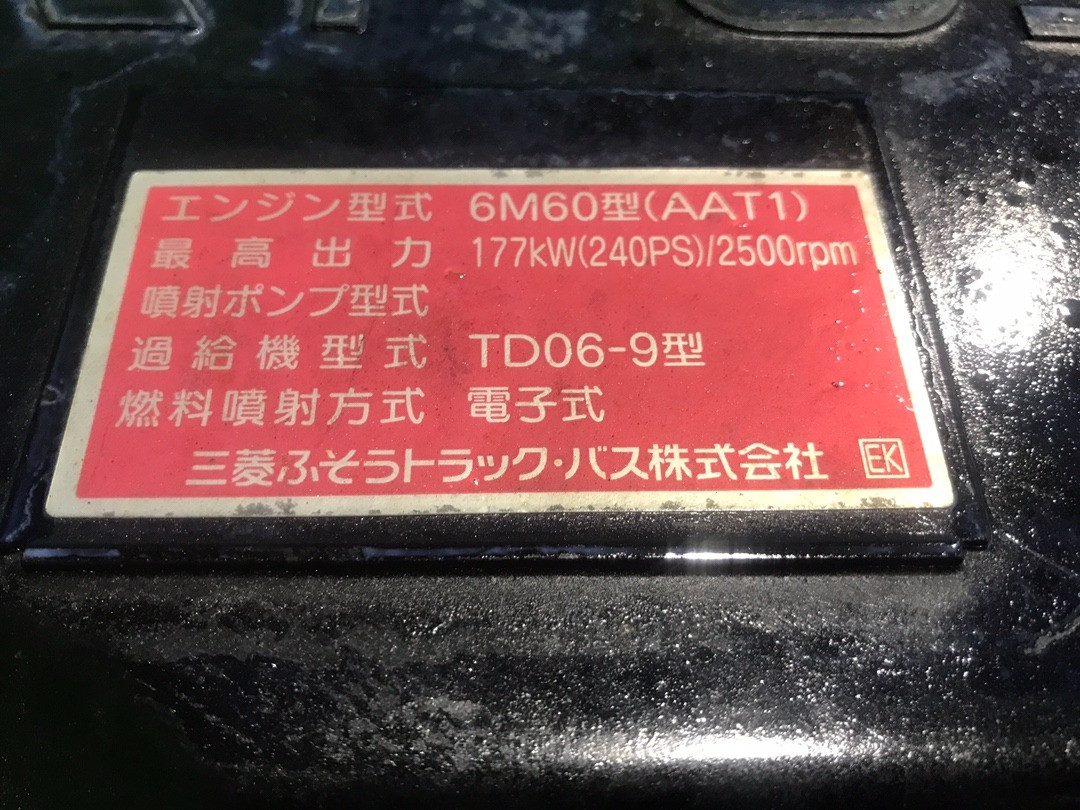 エンジン型式 6M60型(AAT1)
最高出力 177kW(240PS)/2500rpm
噴射ポンプ型式
過給機型式 TD06-9型
燃料噴射方式 電子式
三菱ふそうトラック・バス株式会社 EK